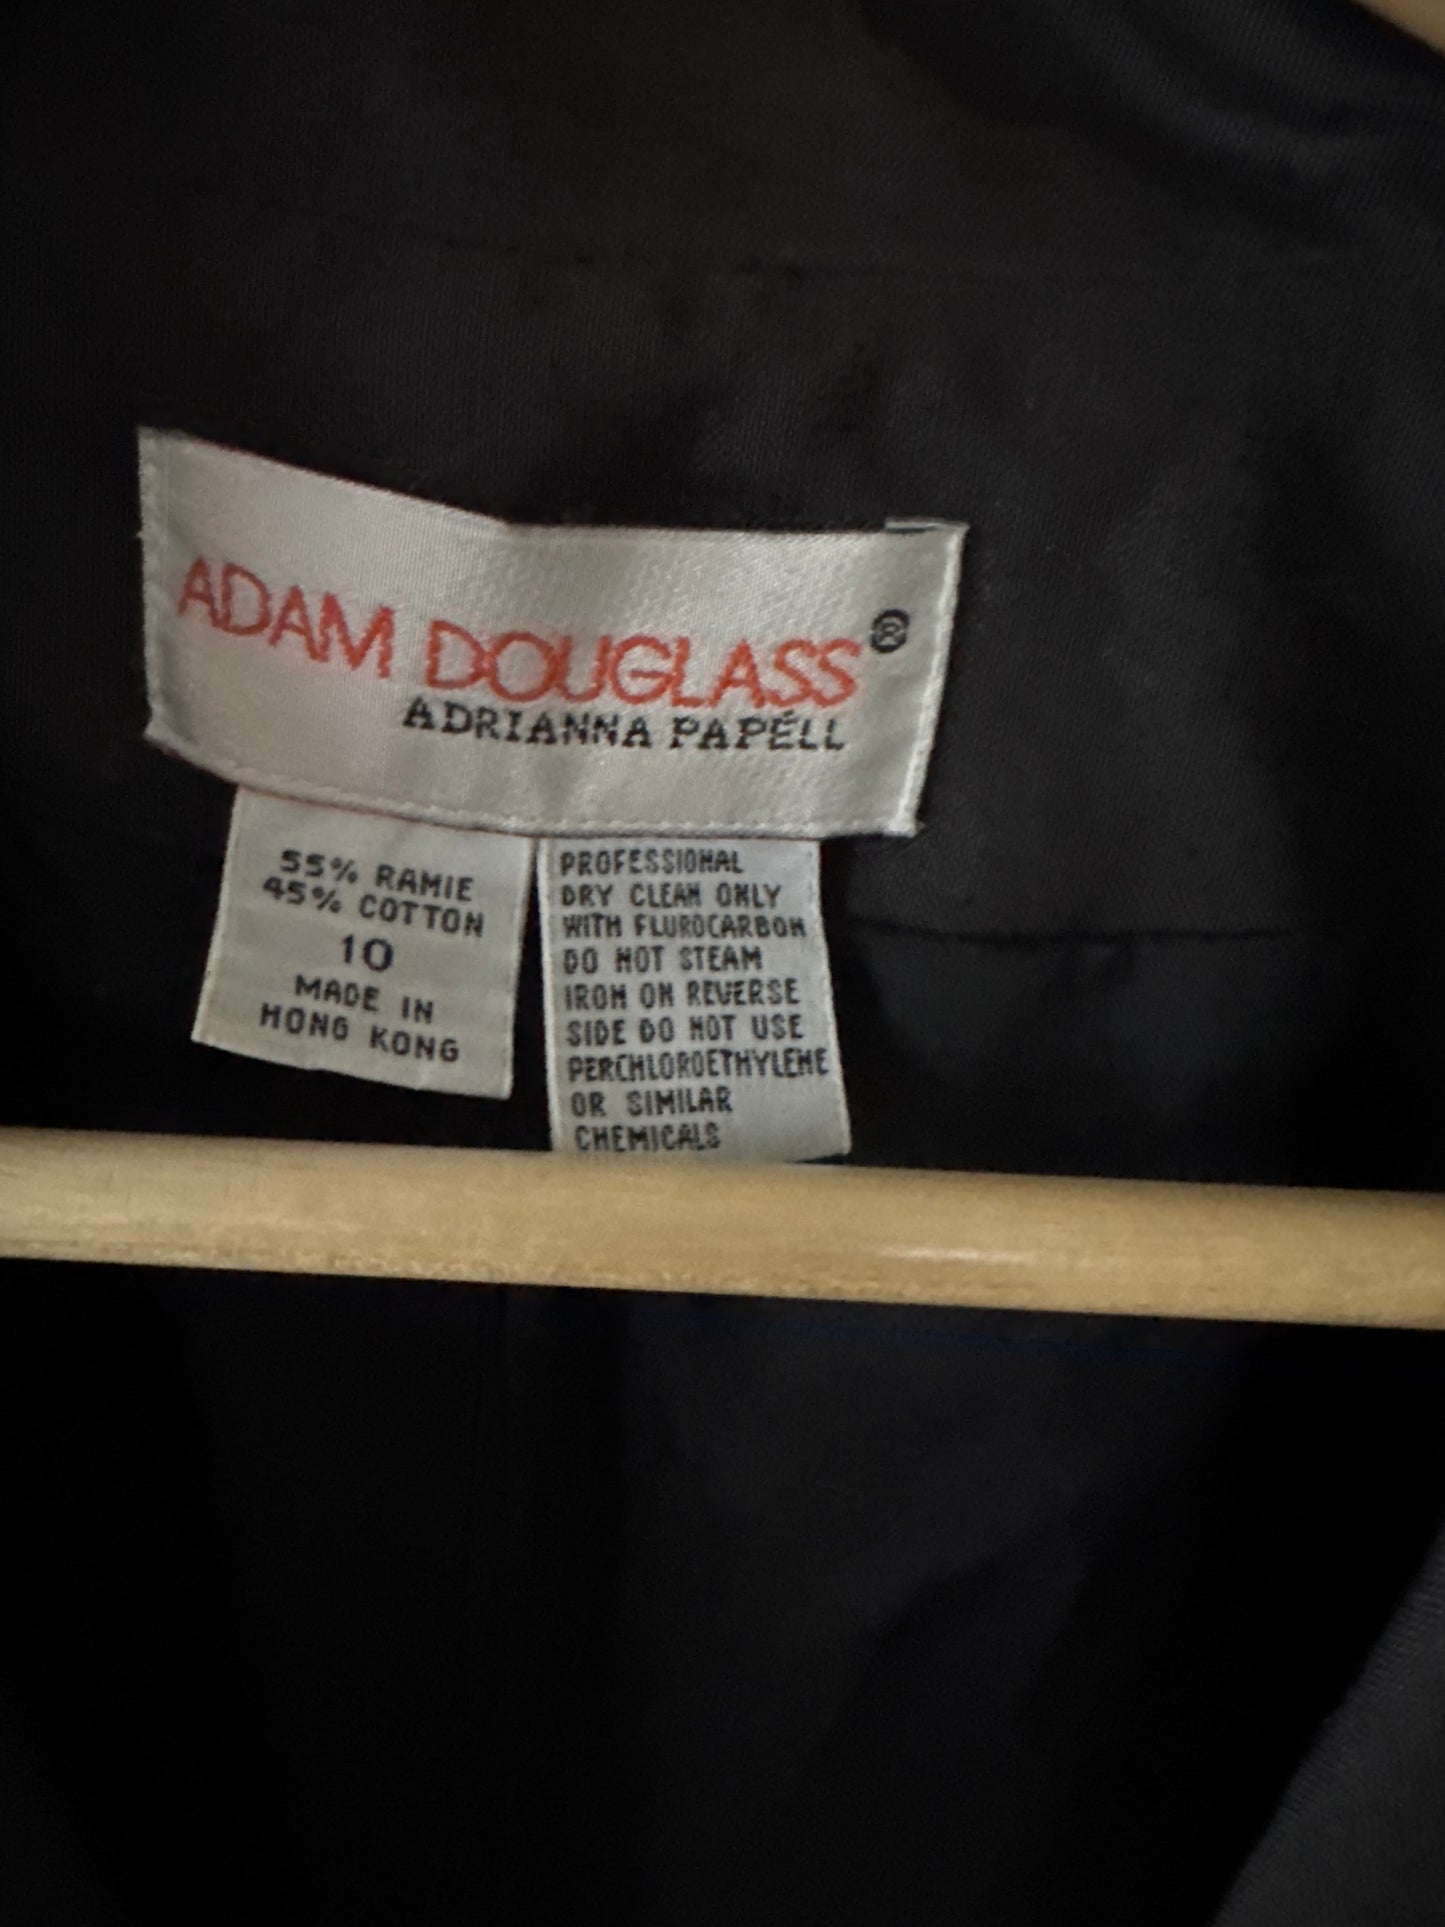 ADAM DOUGLASS®
ADRIANNA PAPÉLL
55% RAMIE
45% COTTON
10
MADE IN
HONG KONG
PROFESSIONAL
DRY CLEAN ONLY
WITH FLUROCARBON
DO NOT STEAM
IRON ON REVERSE
SIDE DO NOT USE
PERCHLOROETHYLENE
OR SIMILAR
CHEMICALS